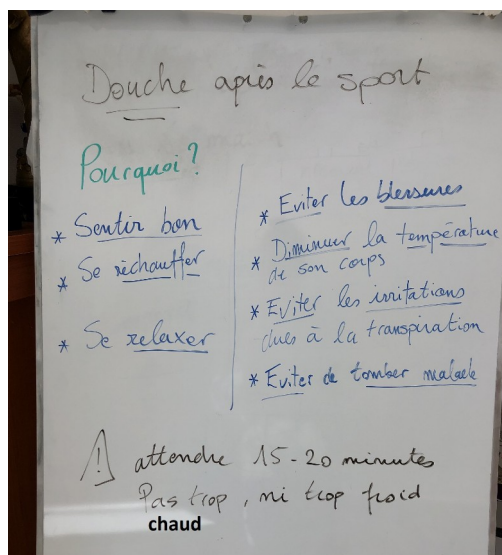 Douche après le sport
Pourquoi?
* Sentir bon
* Se réchauffer
* Se relaxer
* Eviter les blessures
* Diminuer la température
de son corps
* Eviter les irritations
dues à la transpiration
* Eviter de tomber malade
! attendre 15-20 minutes
Pas trop , ni trop froid
chaud